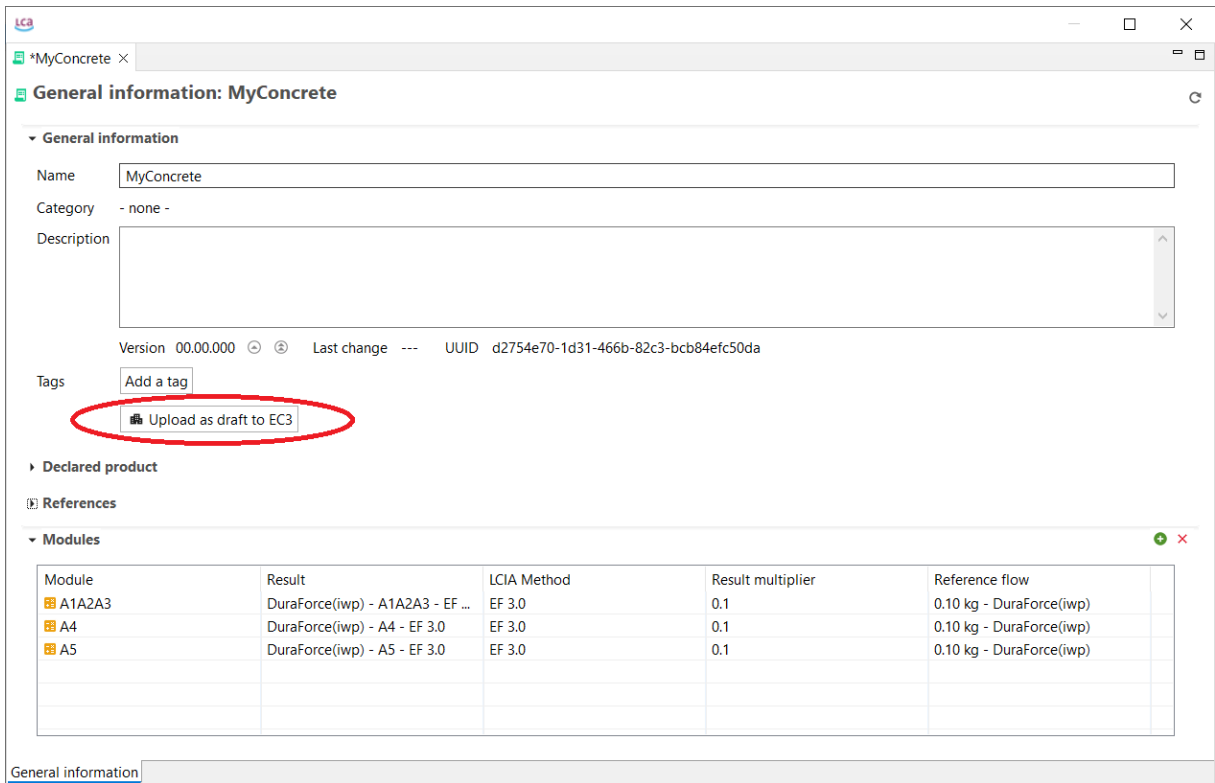 LCA
*MyConcrete
General information: MyConcrete
General information
Name MyConcrete
Category - none -
Description
Version 00.00.000 Last change --- UUID d2754e70-1d31-466b-82c3-bcb84efc50da
Tags Add a tag
Upload as draft to EC3
Declared product
References
Modules
Module Result LCIA Method Result multiplier Reference flow
A1A2A3 DuraForce(iwp) - A1A2A3 - EF ... EF 3.0 0.1 0.10 kg - DuraForce(iwp)
A4 DuraForce(iwp) - A4 - EF 3.0 EF 3.0 0.1 0.10 kg - DuraForce(iwp)
A5 DuraForce(iwp) - A5 - EF 3.0 EF 3.0 0.1 0.10 kg - DuraForce(iwp)
General information